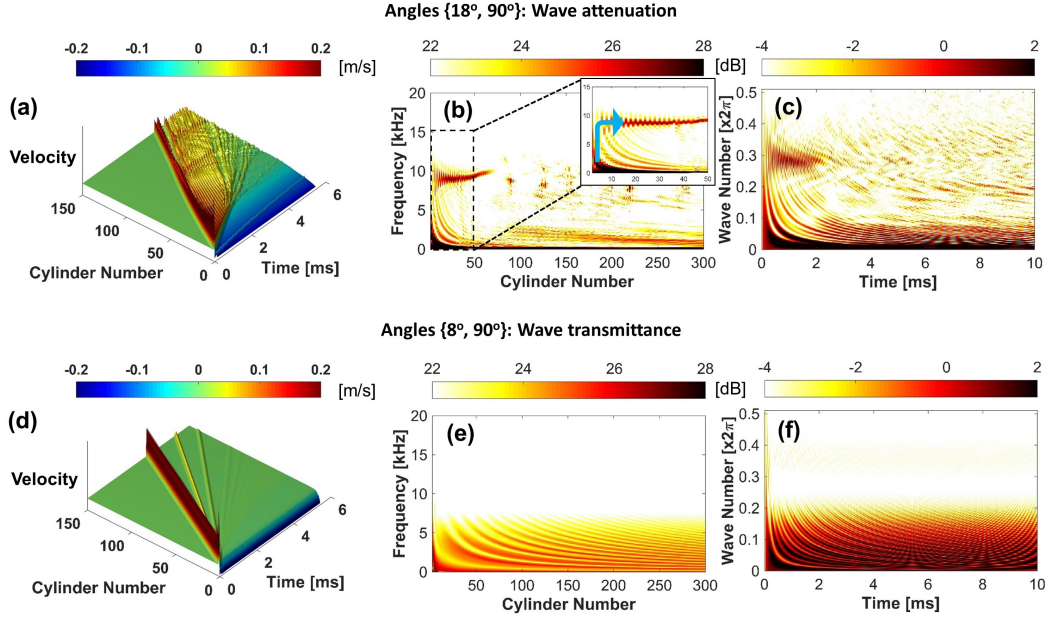 Angles {18°, 90°}: Wave attenuation
-0.2 -0.1 0 0.1 0.2
[m/s]
22 24 26 28
[dB]
-4 -2 0 2
(a)
Velocity
150 100 50 0
Cylinder Number
0 2 4 6
Time [ms]
(b)
Frequency [kHz]
20
15
10
5
0
50 100 150 200 250 300
Cylinder Number
15
10
5
0
10 20 30 40 50
(c)
Wave Number [x2π]
0.5
0.4
0.3
0.2
0.1
0
0 2 4 6 8 10
Time [ms]
Angles {8°, 90°}: Wave transmittance
-0.2 -0.1 0 0.1 0.2
[m/s]
22 24 26 28
[dB]
-4 -2 0 2
(d)
Velocity
150 100 50 0
Cylinder Number
0 2 4 6
Time [ms]
(e)
Frequency [kHz]
20
15
10
5
0
50 100 150 200 250 300
Cylinder Number
(f)
Wave Number [x2π]
0.5
0.4
0.3
0.2
0.1
0
0 2 4 6 8 10
Time [ms]